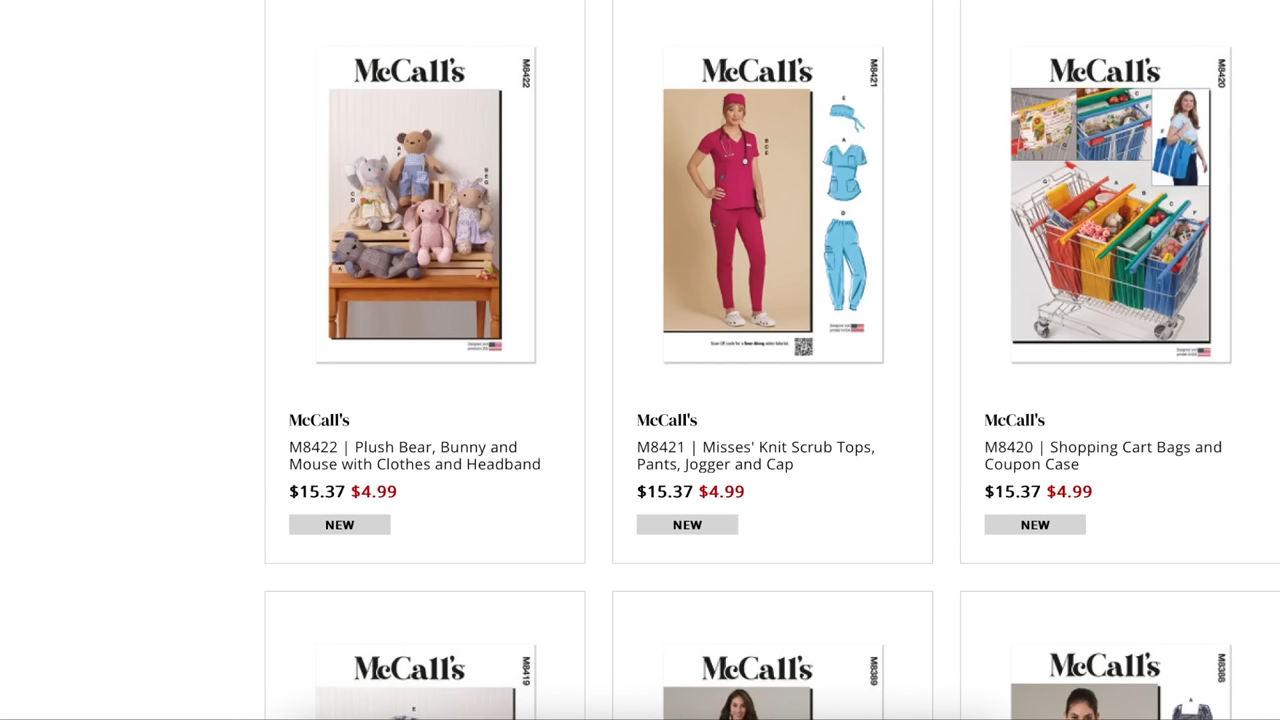 McCall's
M8422
McCall's
M8421
E
A
D
B
C
E
McCall's
M8420
McCall's
M8422 | Plush Bear, Bunny and
Mouse with Clothes and Headband
$15.37 $4.99
NEW
McCall's
M8421 | Misses' Knit Scrub Tops,
Pants, Jogger and Cap
$15.37 $4.99
NEW
McCall's
M8420 | Shopping Cart Bags and
Coupon Case
$15.37 $4.99
NEW
McCall's
M8419
McCall's
M8389
McCall's
M8388